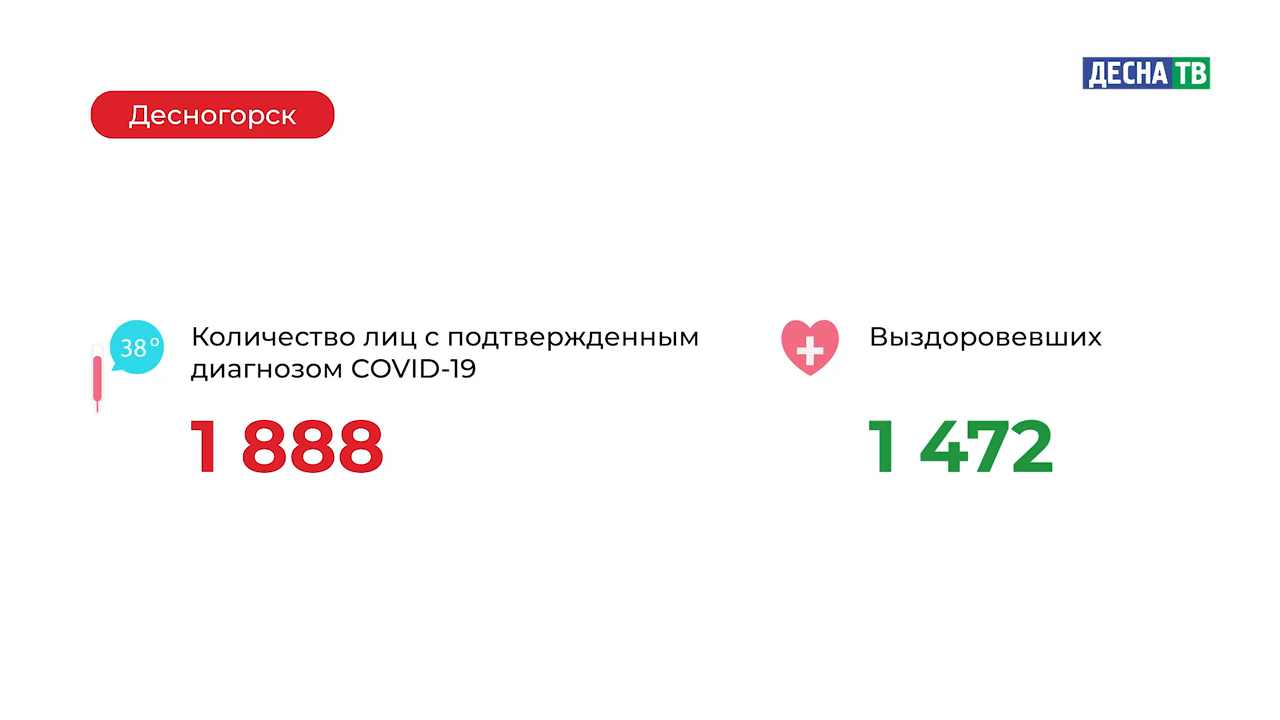 ДЕСНА ТВ
Десногорск
38°
Количество лиц с подтвержденным
диагнозом COVID-19
1 888
Выздоровевших
1 472